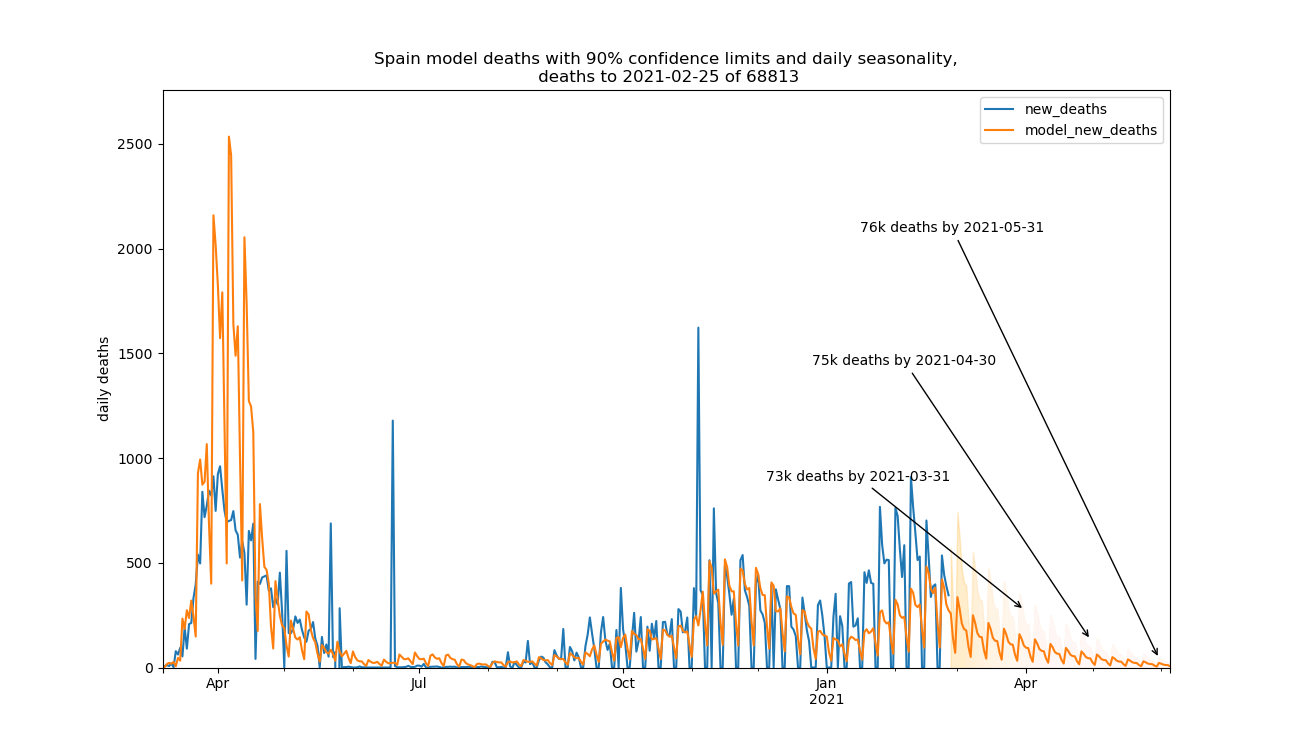 Spain model deaths with 90% confidence limits and daily seasonality,
deaths to 2021-02-25 of 68813
new_deaths
model_new_deaths
2500
2000
1500
1000
500
0
daily deaths
76k deaths by 2021-05-31
75k deaths by 2021-04-30
73k deaths by 2021-03-31
Apr
Jul
Oct
Jan
2021
Apr